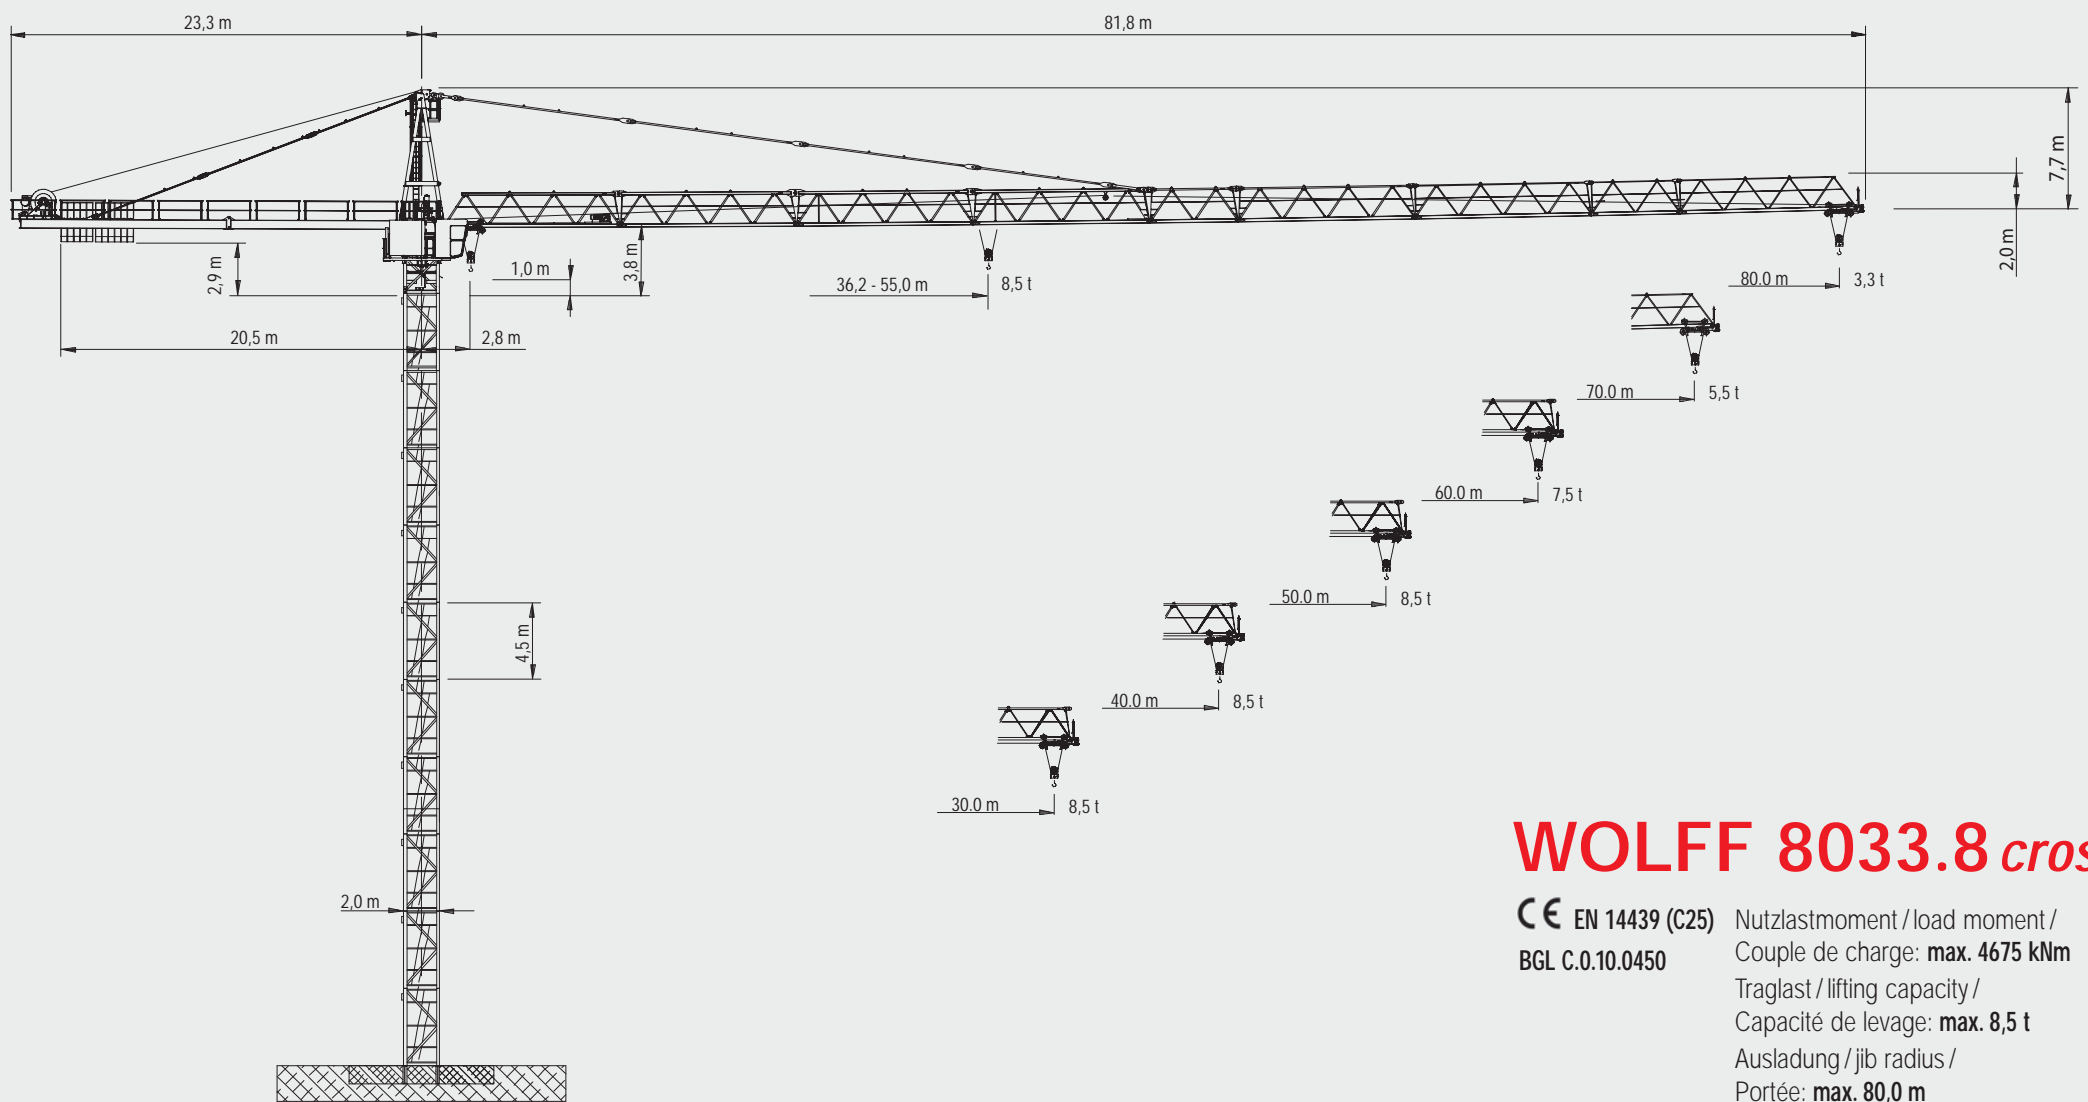 23,3 m
81,8 m
7,7 m
2,0 m
2,9 m
1,0 m
3,8 m
36,2 - 55,0 m
8,5 t
80.0 m
3,3 t
20,5 m
2,8 m
70.0 m
5,5 t
60.0 m
7,5 t
50.0 m
8,5 t
4,5 m
40.0 m
8,5 t
30.0 m
8,5 t
2,0 m
WOLFF 8033.8 cros
CE EN 14439 (C25)
BGL C.0.10.0450
Nutzlastmoment / load moment /
Couple de charge: max. 4675 kNm
Traglast / lifting capacity /
Capacité de levage: max. 8,5 t
Ausladung / jib radius /
Portée: max. 80,0 m